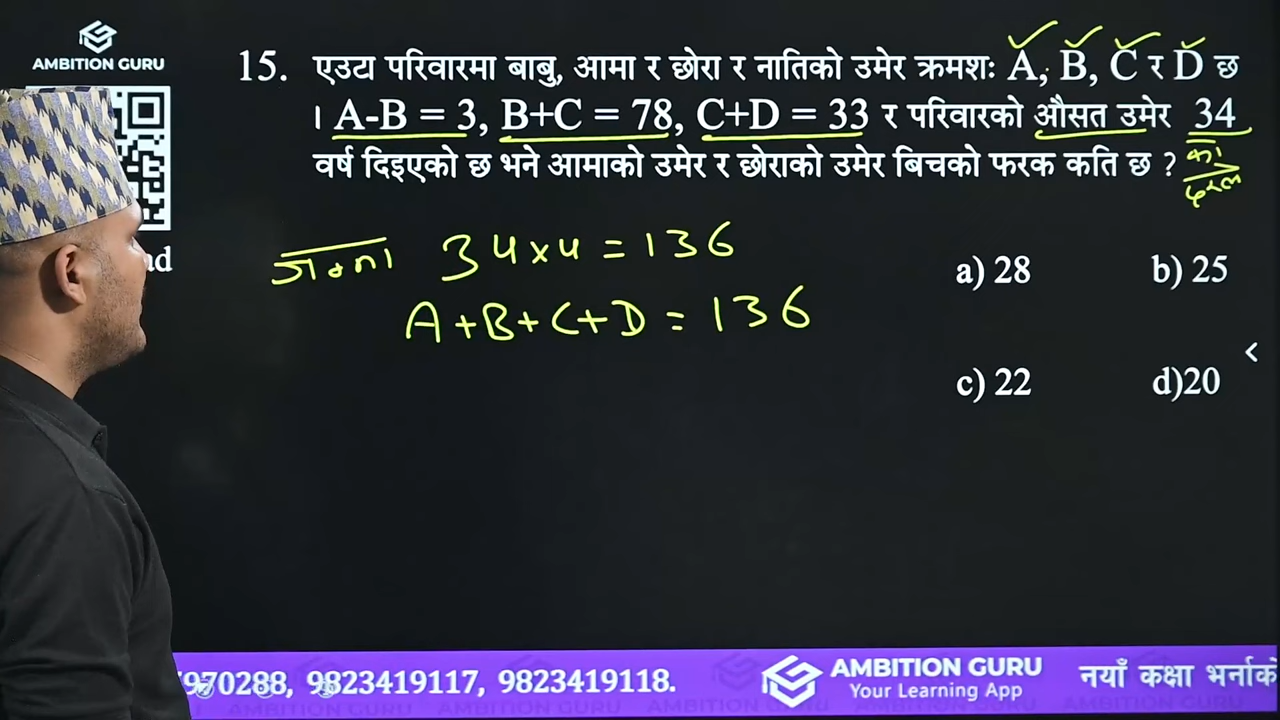 AMBITION GURU
15. एउटा परिवारमा बाबु, आमा र छोरा र नातिको उमेर क्रमशः A, B, C र D छ
। A-B = 3, B+C = 78, C+D = 33 र परिवारको औसत उमेर 34
वर्ष दिइएको छ भने आमाको उमेर र छोराको उमेर बिचको फरक कति छ ?
जम्मा 34x4 = 136
A+B+C+D = 136
a) 28 b) 25
c) 22 d)20
970288, 9823419117, 9823419118.
AMBITION GURU
Your Learning App
नयाँ कक्षा भर्नाको